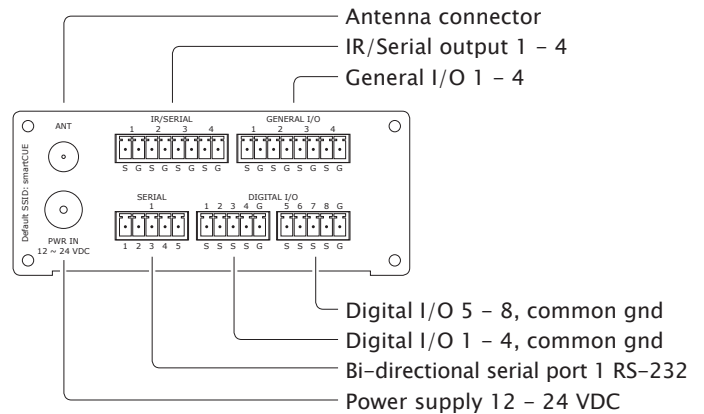 Antenna connector
IR/Serial output 1 – 4
General I/O 1 – 4
ANT
IR/SERIAL
GENERAL I/O
1 2 3 4
1 2 3 4
S G S G S G S G
S G S G S G S G
Default SSID: smartCUE
SERIAL
DIGITAL I/O
1
1 2 3 4 G
5 6 7 8 G
PWR IN
12 ~ 24 VDC
1 2 3 4 5
S S S S G
S S S S G
Digital I/O 5 – 8, common gnd
Digital I/O 1 – 4, common gnd
Bi–directional serial port 1 RS–232
Power supply 12 – 24 VDC